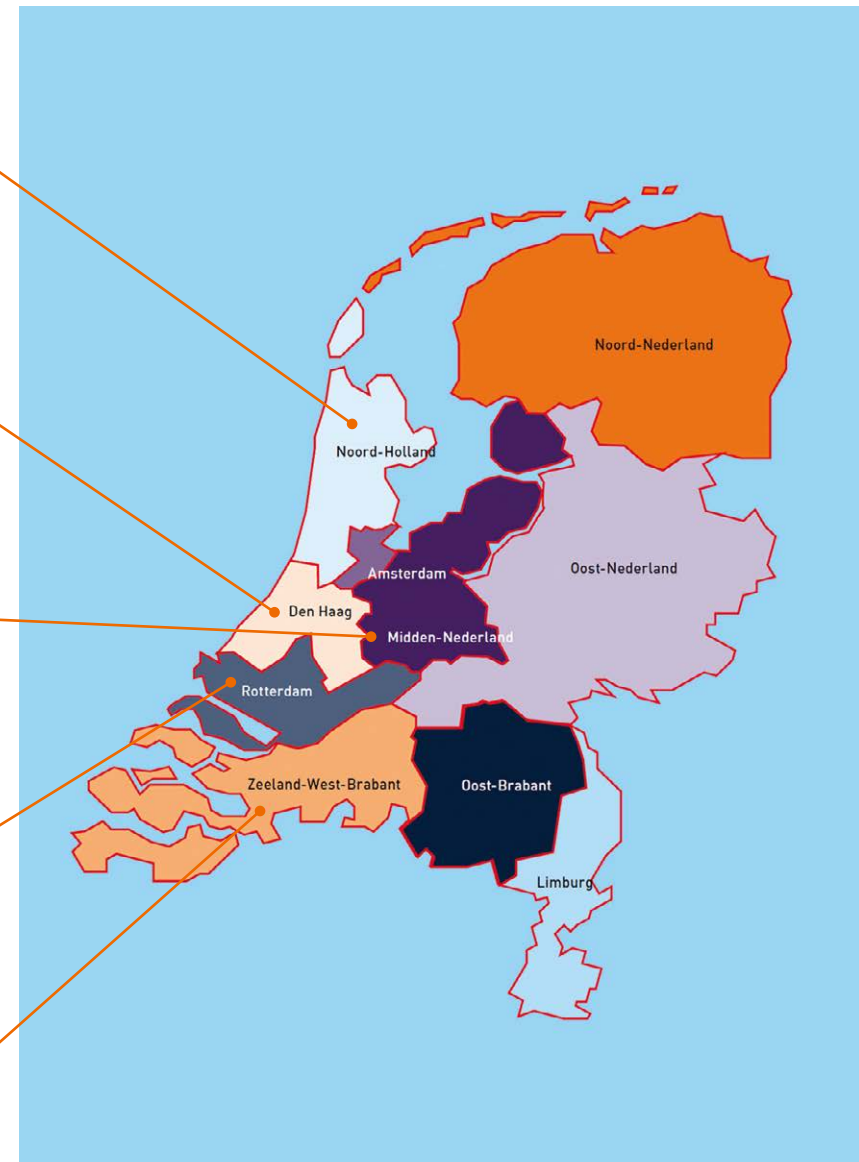 Noord-Nederland
Noord-Holland
Oost-Nederland
Amsterdam
Den Haag
Midden-Nederland
Rotterdam
Zeeland-West-Brabant
Oost-Brabant
Limburg